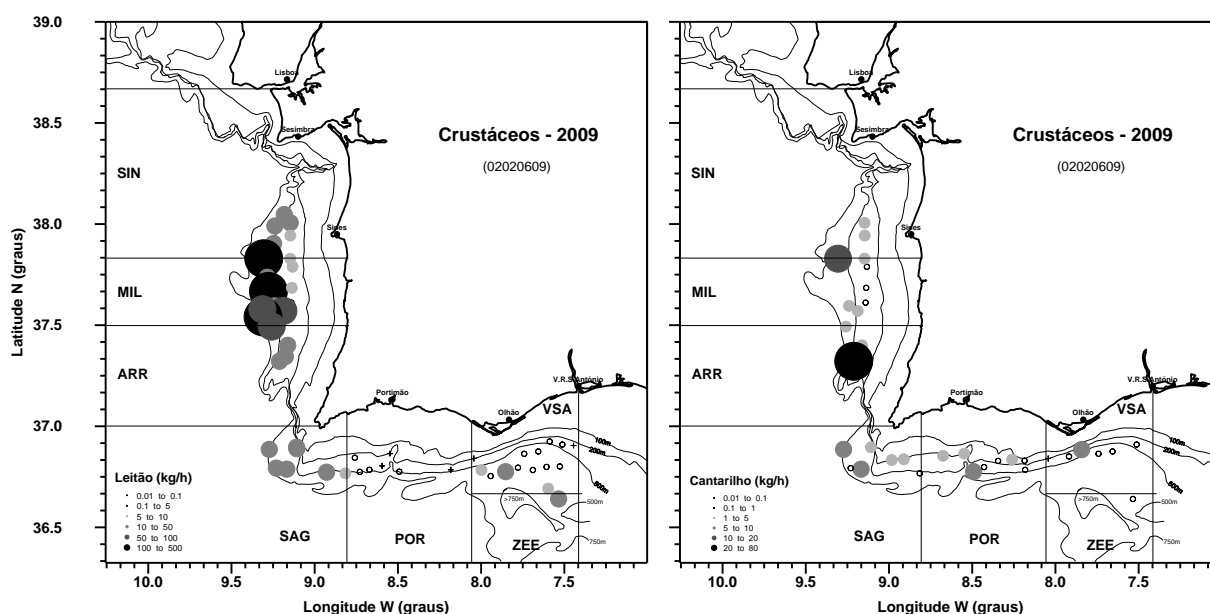 39.0
38.5
38.0
37.5
37.0
36.5
Latitude N (graus)
Lisboa
Sesimbra
Crustáceos - 2009
(02020609)
SIN
Sines
MIL
ARR
Portimão
Olhão
V.R.S.António
VSA
100m
200m
500m
>750m
500m
750m
Leitão (kg/h)
0.01 to 0.1
0.1 to 5
5 to 10
10 to 50
50 to 100
100 to 500
SAG
POR
ZEE
10.0 9.5 9.0 8.5 8.0 7.5
Longitude W (graus)
Lisboa
Sesimbra
Crustáceos - 2009
(02020609)
SIN
Sines
MIL
ARR
Portimão
Olhão
V.R.S.António
VSA
100m
200m
500m
>750m
500m
750m
Cantarilho (kg/h)
0.01 to 0.1
0.1 to 1
1 to 5
5 to 10
10 to 20
20 to 80
SAG
POR
ZEE
10.0 9.5 9.0 8.5 8.0 7.5
Longitude W (graus)